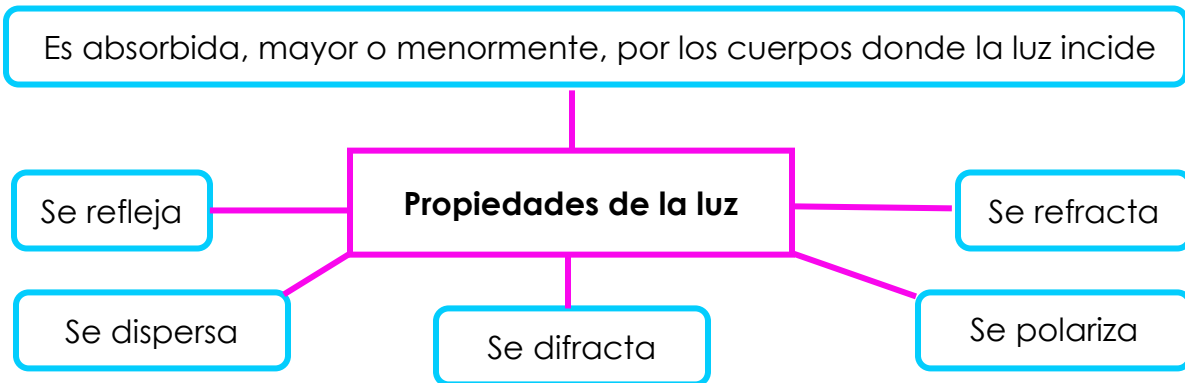 Es absorbida, mayor o menormente, por los cuerpos donde la luz incide
Propiedades de la luz
Se refleja
Se refracta
Se dispersa
Se difracta
Se polariza